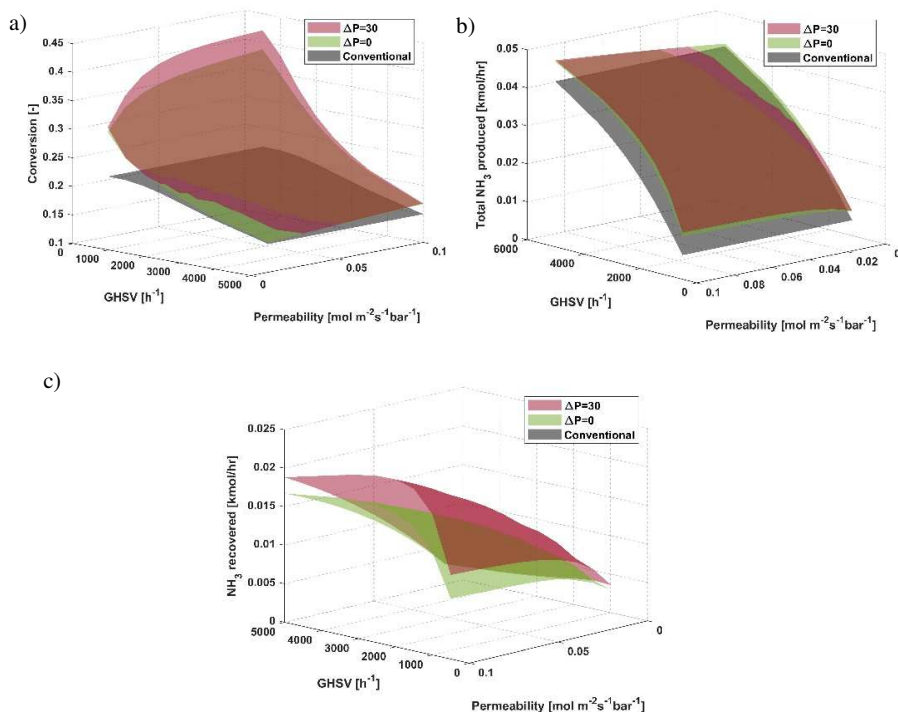 a)
ΔP=30
ΔP=0
Conventional
0.45
0.4
0.35
0.3
0.25
0.2
0.15
0.1
Conversion [-]
0
1000
2000
3000
4000
5000
GHSV [h⁻¹]
0
0.05
0.1
Permeability [mol m⁻²s⁻¹bar⁻¹]
b)
ΔP=30
ΔP=0
Conventional
0.05
0.04
0.03
0.02
0.01
0
Total NH₃ produced [kmol/hr]
6000
4000
2000
0
GHSV [h⁻¹]
0.1
0.08
0.06
0.04
0.02
Permeability [mol m⁻²s⁻¹bar⁻¹]
c)
ΔP=30
ΔP=0
Conventional
0.025
0.02
0.015
0.01
0.005
0
NH₃ recovered [kmol/hr]
5000
4000
3000
2000
1000
0
GHSV [h⁻¹]
0.1
0.05
0
Permeability [mol m⁻²s⁻¹bar⁻¹]